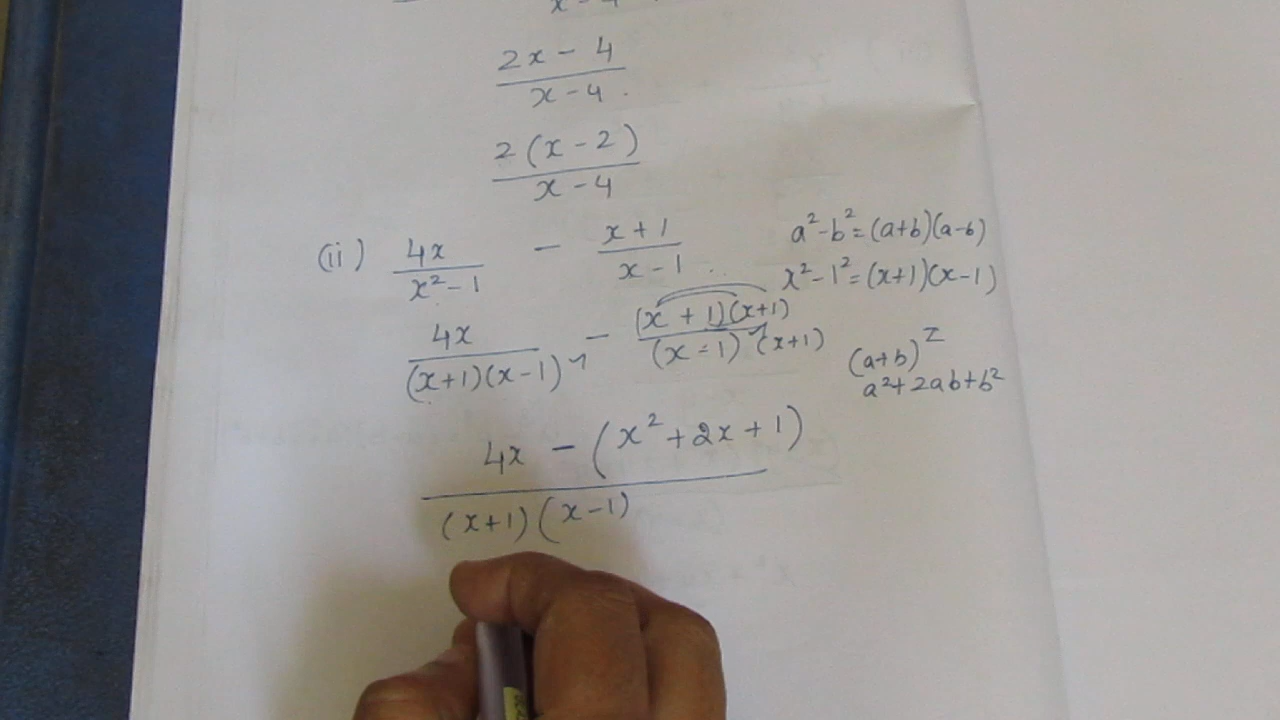 x - 4
2x - 4
x - 4.
2(x - 2)
x - 4
(ii) 4x / x² - 1 - x + 1 / x - 1
a² - b² = (a+b)(a-b)
x² - 1² = (x+1)(x-1)
4x / (x+1)(x-1) - (x + 1)(x+1) / (x - 1)(x+1)
(a+b)²
a² + 2ab + b²
4x - (x² + 2x + 1)
(x+1)(x-1)